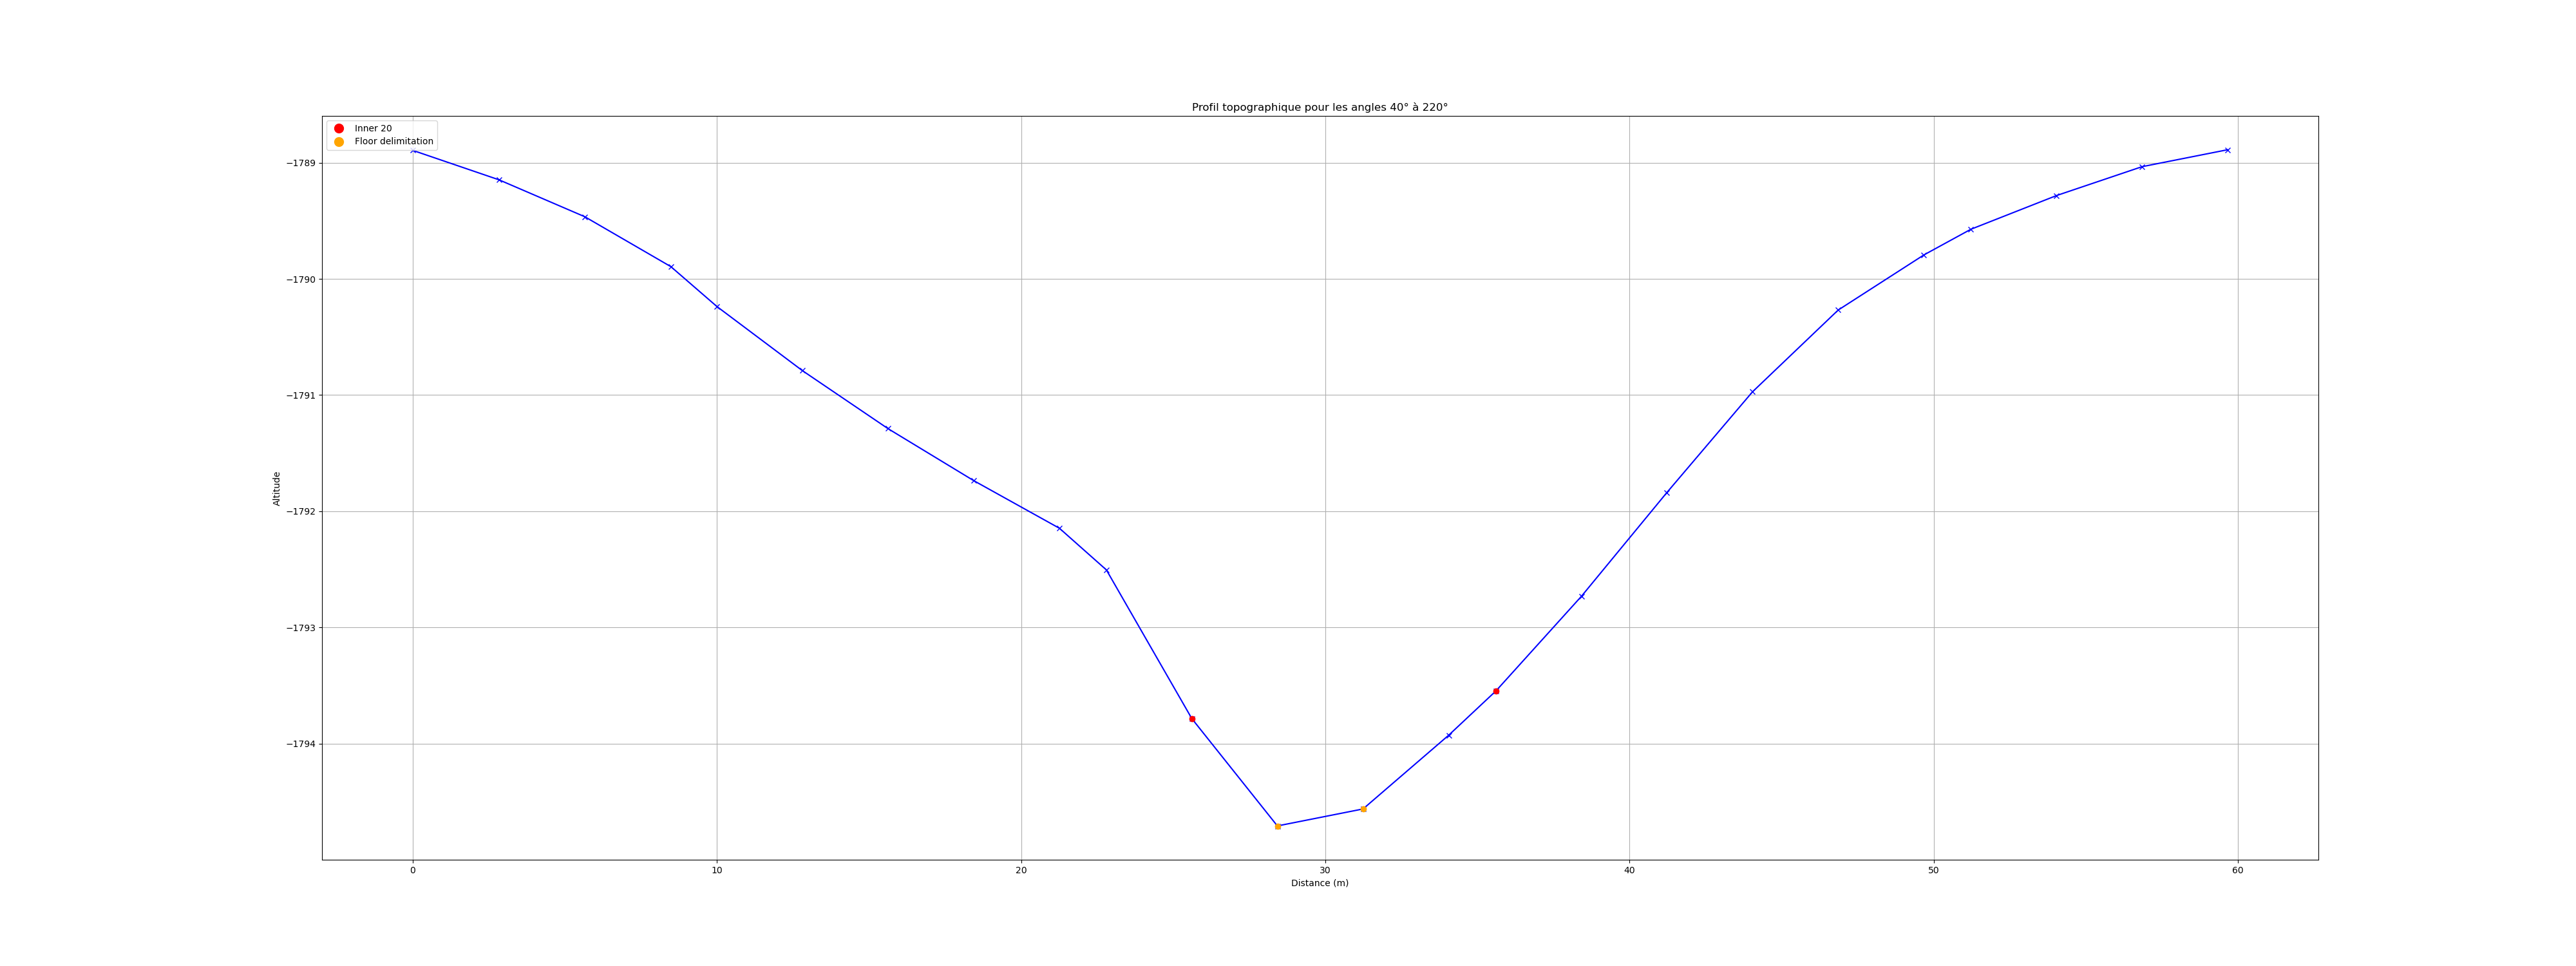 Profil topographique pour les angles 40° à 220°
Inner 20
Floor delimitation
−1789
−1790
−1791
−1792
−1793
−1794
Altitude
0 10 20 30 40 50 60
Distance (m)